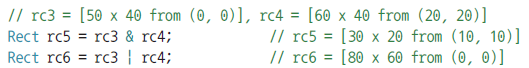 // rc3 = [50 x 40 from (0, 0)], rc4 = [60 x 40 from (20, 20)]
Rect rc5 = rc3 & rc4; // rc5 = [30 x 20 from (10, 10)]
Rect rc6 = rc3 | rc4; // rc6 = [80 x 60 from (0, 0)]